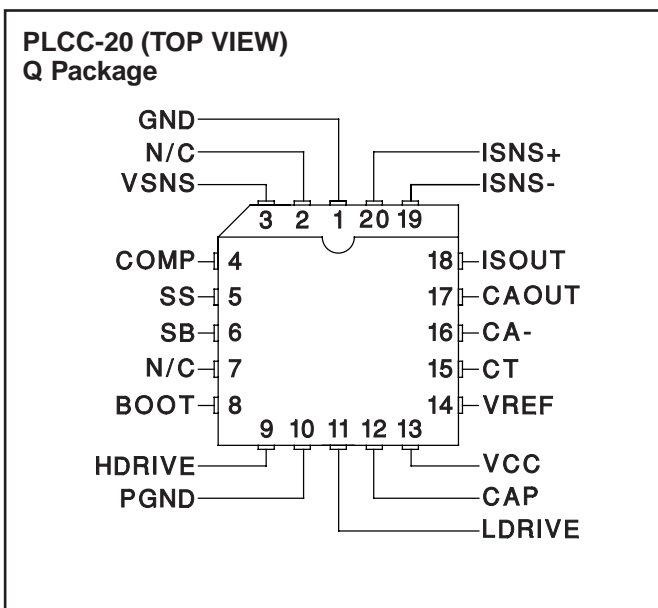 PLCC-20 (TOP VIEW)
Q Package
GND
N/C
VSNS
ISNS+
ISNS-
3 2 1 20 19
COMP 4
SS 5
SB 6
N/C 7
BOOT 8
18 ISOUT
17 CAOUT
16 CA-
15 CT
14 VREF
9 10 11 12 13
HDRIVE
PGND
VCC
CAP
LDRIVE